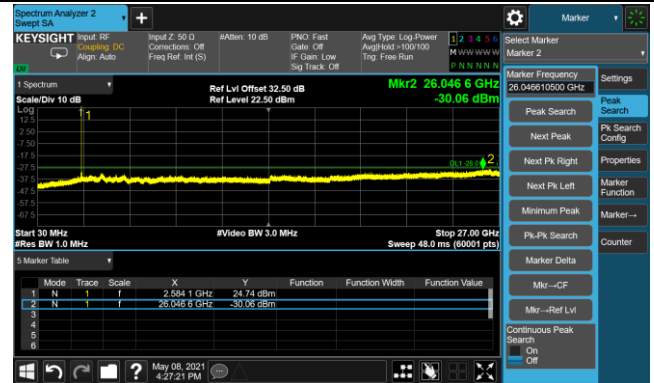 Spectrum Analyzer 2
Swept SA
+
Marker
KEYSIGHT
Input: RF
Coupling: DC
Align: Auto
LXI
Input Z: 50 Ω
Corrections: Off
Freq Ref: Int (S)
#Atten: 10 dB
PNO: Fast
Gate: Off
IF Gain: Low
Sig Track: Off
Avg Type: Log-Power
Avg|Hold >100/100
Trig: Free Run
1 2 3 4 5 6
M W W W W W
P N N N N N
Select Marker
Marker 2
1 Spectrum
Scale/Div 10 dB
Ref Lvl Offset 32.50 dB
Ref Level 22.50 dBm
Mkr2 26.046 6 GHz
-30.06 dBm
Log
12.5
2.50
-7.50
-17.5
-27.5
-37.5
-47.5
-57.5
-67.5
1
2
Start 30 MHz
#Res BW 1.0 MHz
#Video BW 3.0 MHz
Stop 27.00 GHz
Sweep 48.0 ms (60001 pts)
5 Marker Table
Mode Trace Scale X Y Function Function Width Function Value
1 N 1 f 2.584 1 GHz 24.74 dBm
2 N 1 f 26.046 6 GHz -30.06 dBm
3
4
5
6
Marker Frequency
26.046610500 GHz
Peak Search
Next Peak
Next Pk Right
Next Pk Left
Minimum Peak
Pk-Pk Search
Marker Delta
Mkr→CF
Mkr→Ref Lvl
Continuous Peak
Search
On
Off
Settings
Peak
Search
Pk Search
Config
Properties
Marker
Function
Marker→
Counter
?
May 08, 2021
4:27:21 PM